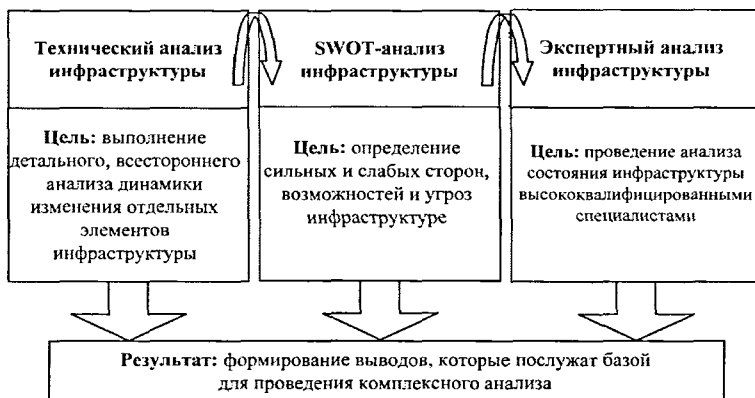 Технический анализ
инфраструктуры
Цель: выполнение
детального, всестороннего
анализа динамики
изменения отдельных
элементов
инфраструктуры
SWOT-анализ
инфраструктуры
Цель: определение
сильных и слабых сторон,
возможностей и угроз
инфраструктуре
Экспертный анализ
инфраструктуры
Цель: проведение анализа
состояния инфраструктуры
высококвалифицированными
специалистами
Результат: формирование выводов, которые послужат базой
для проведения комплексного анализа